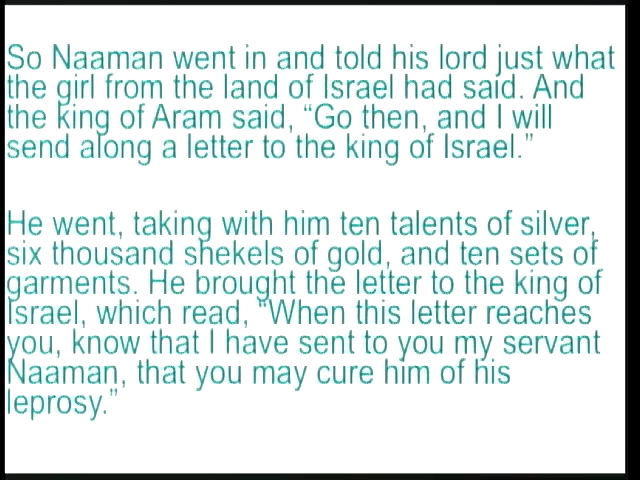 So Naaman went in and told his lord just what
the girl from the land of Israel had said. And
the king of Aram said, “Go then, and I will
send along a letter to the king of Israel.”
He went, taking with him ten talents of silver,
six thousand shekels of gold, and ten sets of
garments. He brought the letter to the king of
Israel, which read, “When this letter reaches
you, know that I have sent to you my servant
Naaman, that you may cure him of his
leprosy.”